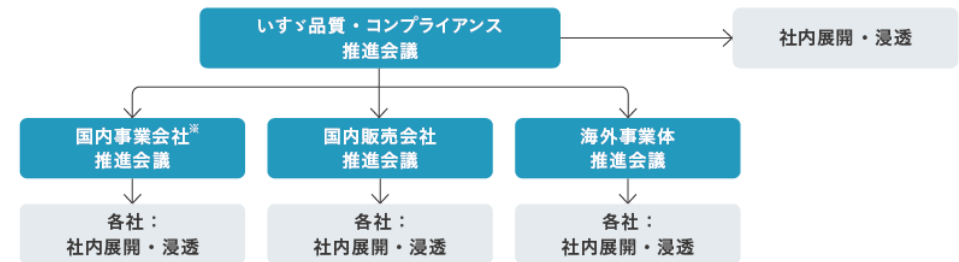 いすゞ品質・コンプライアンス
推進会議
社内展開・浸透
国内事業会社※
推進会議
国内販売会社
推進会議
海外事業体
推進会議
各社：
社内展開・浸透
各社：
社内展開・浸透
各社：
社内展開・浸透